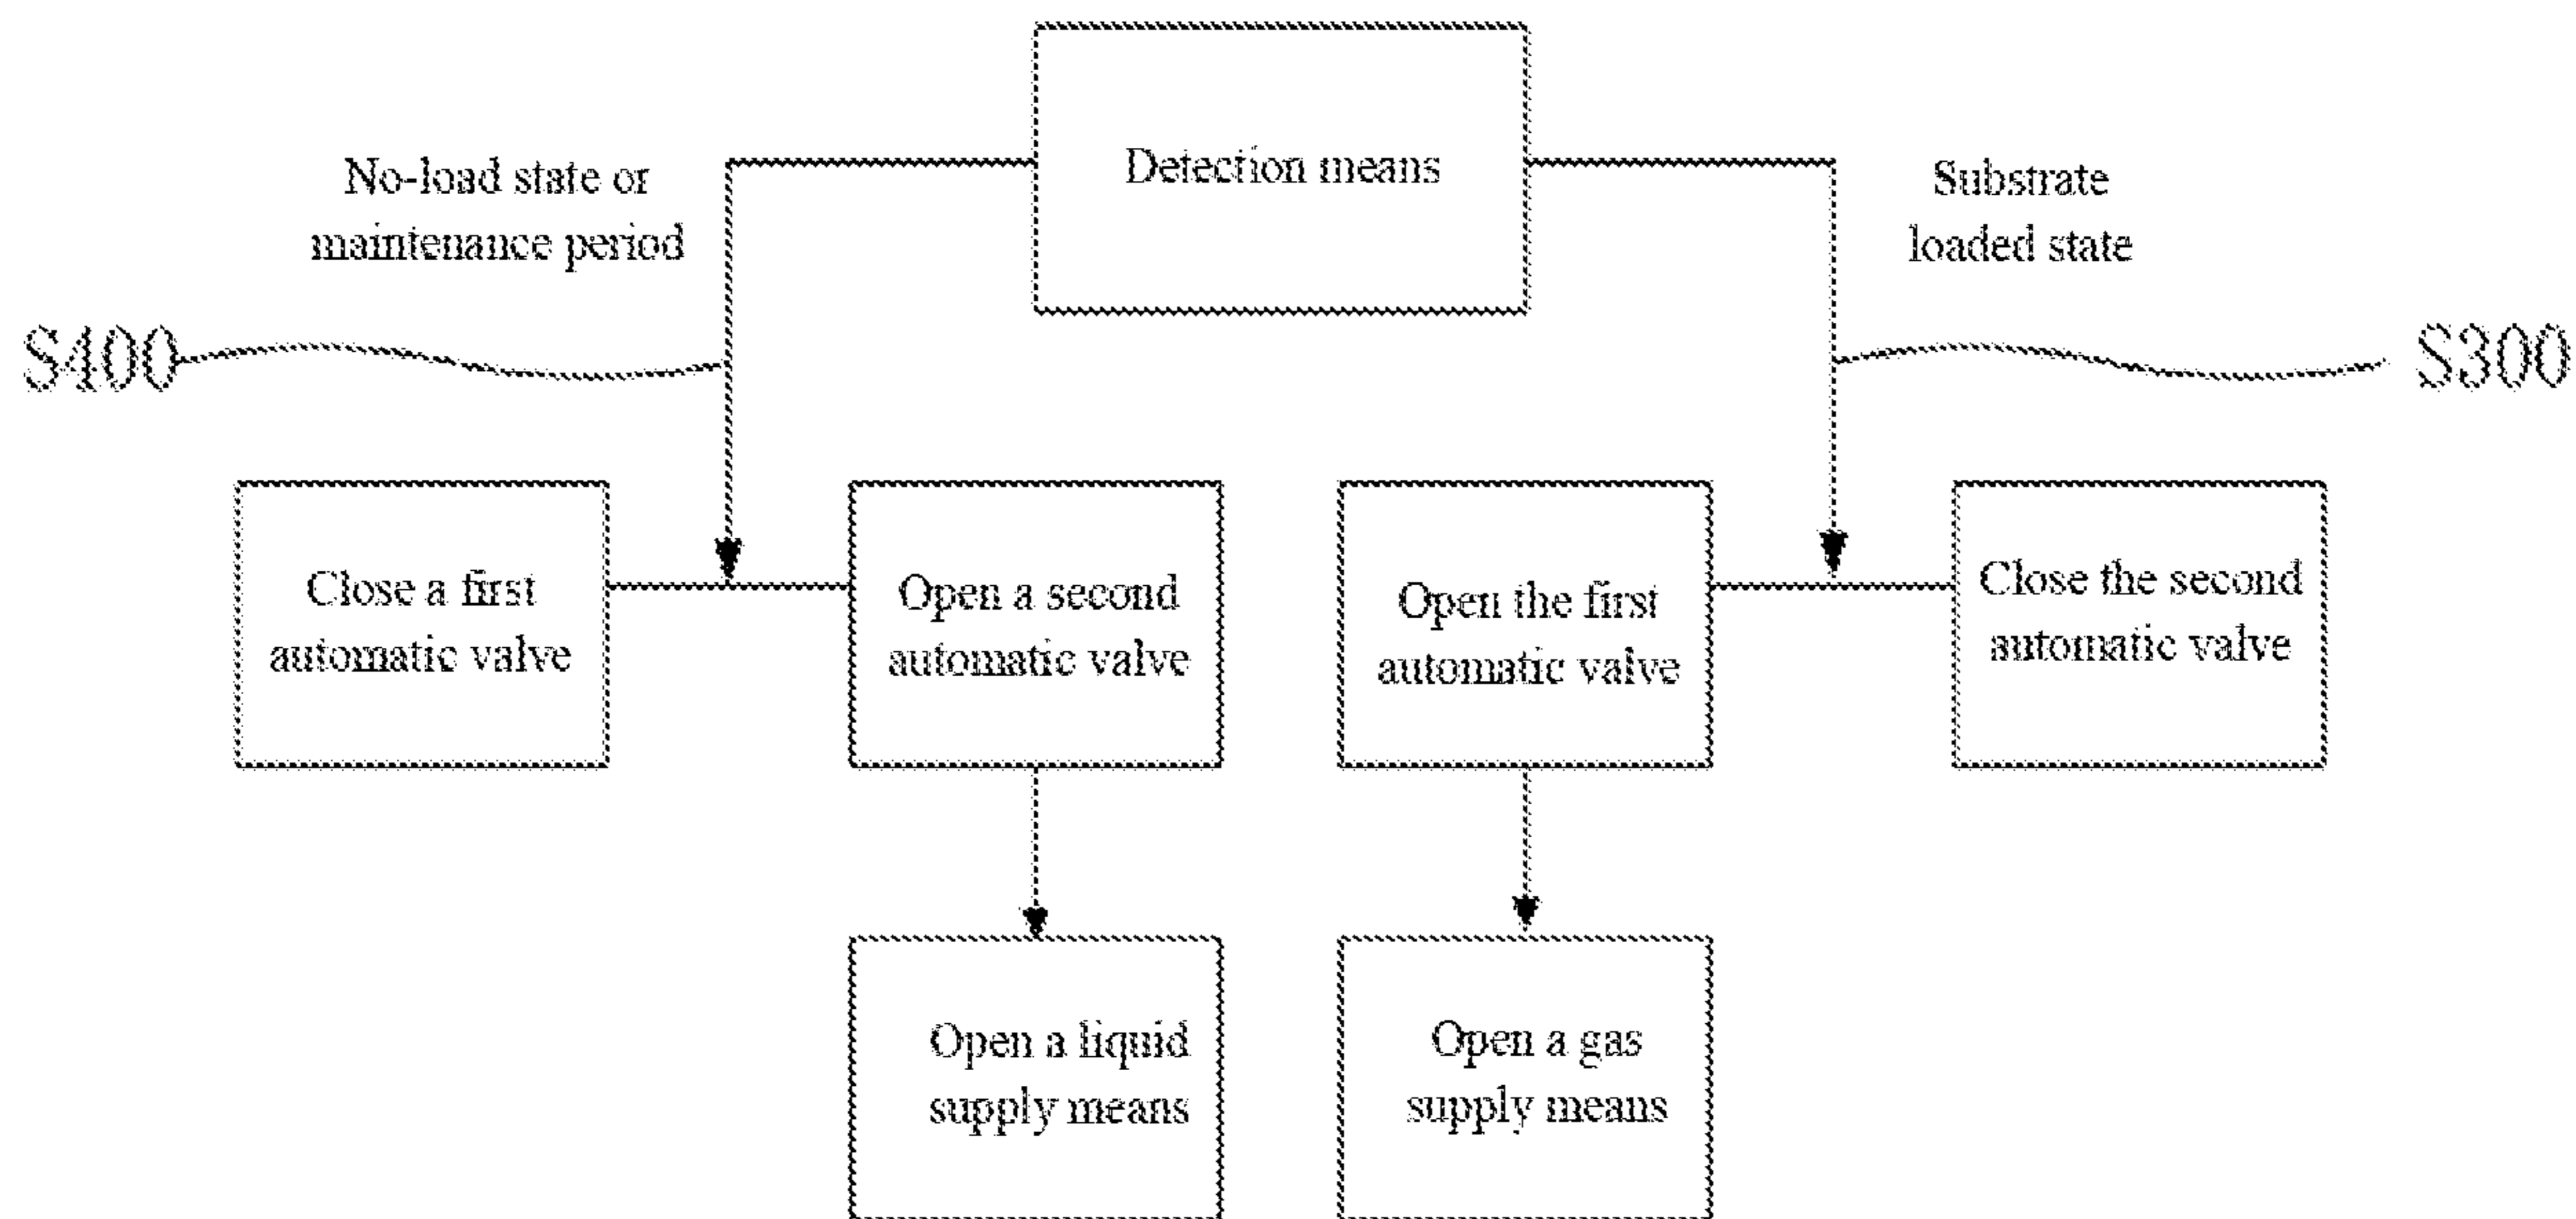 Detection means
No-load state or
maintenance period
Substrate
loaded state
S400
S300
Close a first
automatic valve
Open a second
automatic valve
Open the first
automatic valve
Close the second
automatic valve
Open a liquid
supply means
Open a gas
supply means